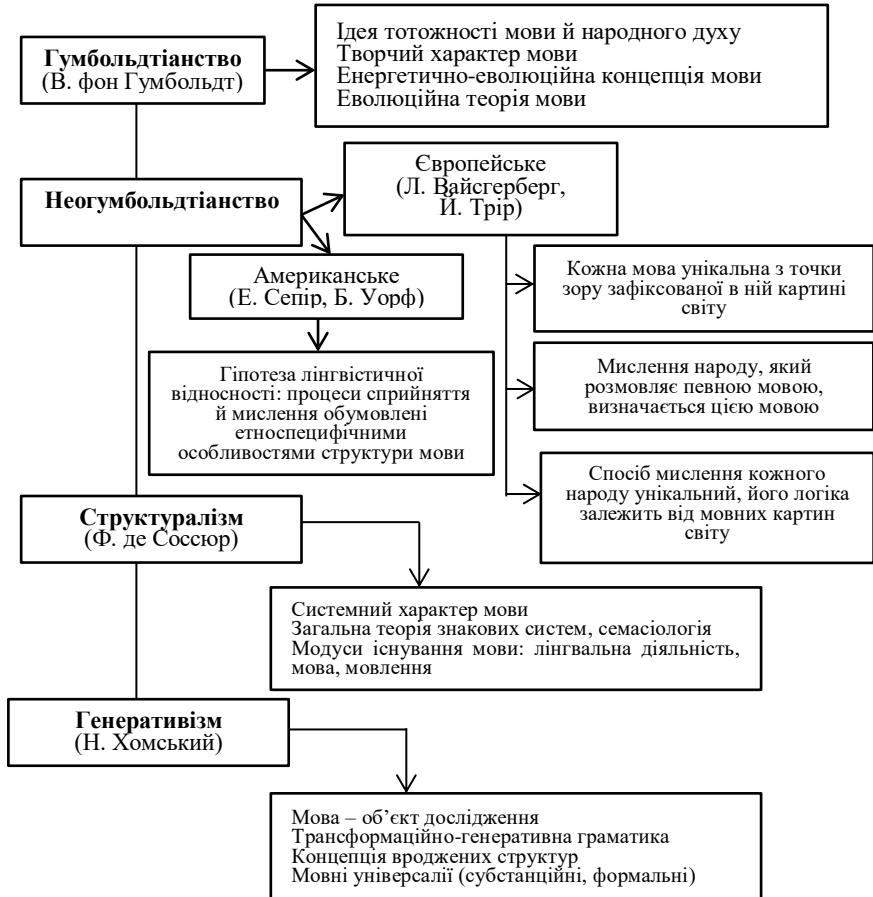 Гумбольдтіанство
(В. фон Гумбольдт)
Ідея тотожності мови й народного духу
Творчий характер мови
Енергетично-еволюційна концепція мови
Еволюційна теорія мови
Неогумбольдтіанство
Європейське
(Л. Вайсгерберг,
Й. Трір)
Американське
(Е. Сепір, Б. Уорф)
Кожна мова унікальна з точки
зору зафіксованої в ній картині
світу
Гіпотеза лінгвістичної
відносності: процеси сприйняття
й мислення обумовлені
етноспецифічними
особливостями структури мови
Мислення народу, який
розмовляє певною мовою,
визначається цією мовою
Спосіб мислення кожного
народу унікальний, його логіка
залежить від мовних картин
світу
Структуралізм
(Ф. де Соссюр)
Системний характер мови
Загальна теорія знакових систем, семасіологія
Модуси існування мови: лінгвальна діяльність,
мова, мовлення
Генеративізм
(Н. Хомський)
Мова – об’єкт дослідження
Трансформаційно-генеративна граматика
Концепція вроджених структур
Мовні універсалії (субстанційні, формальні)